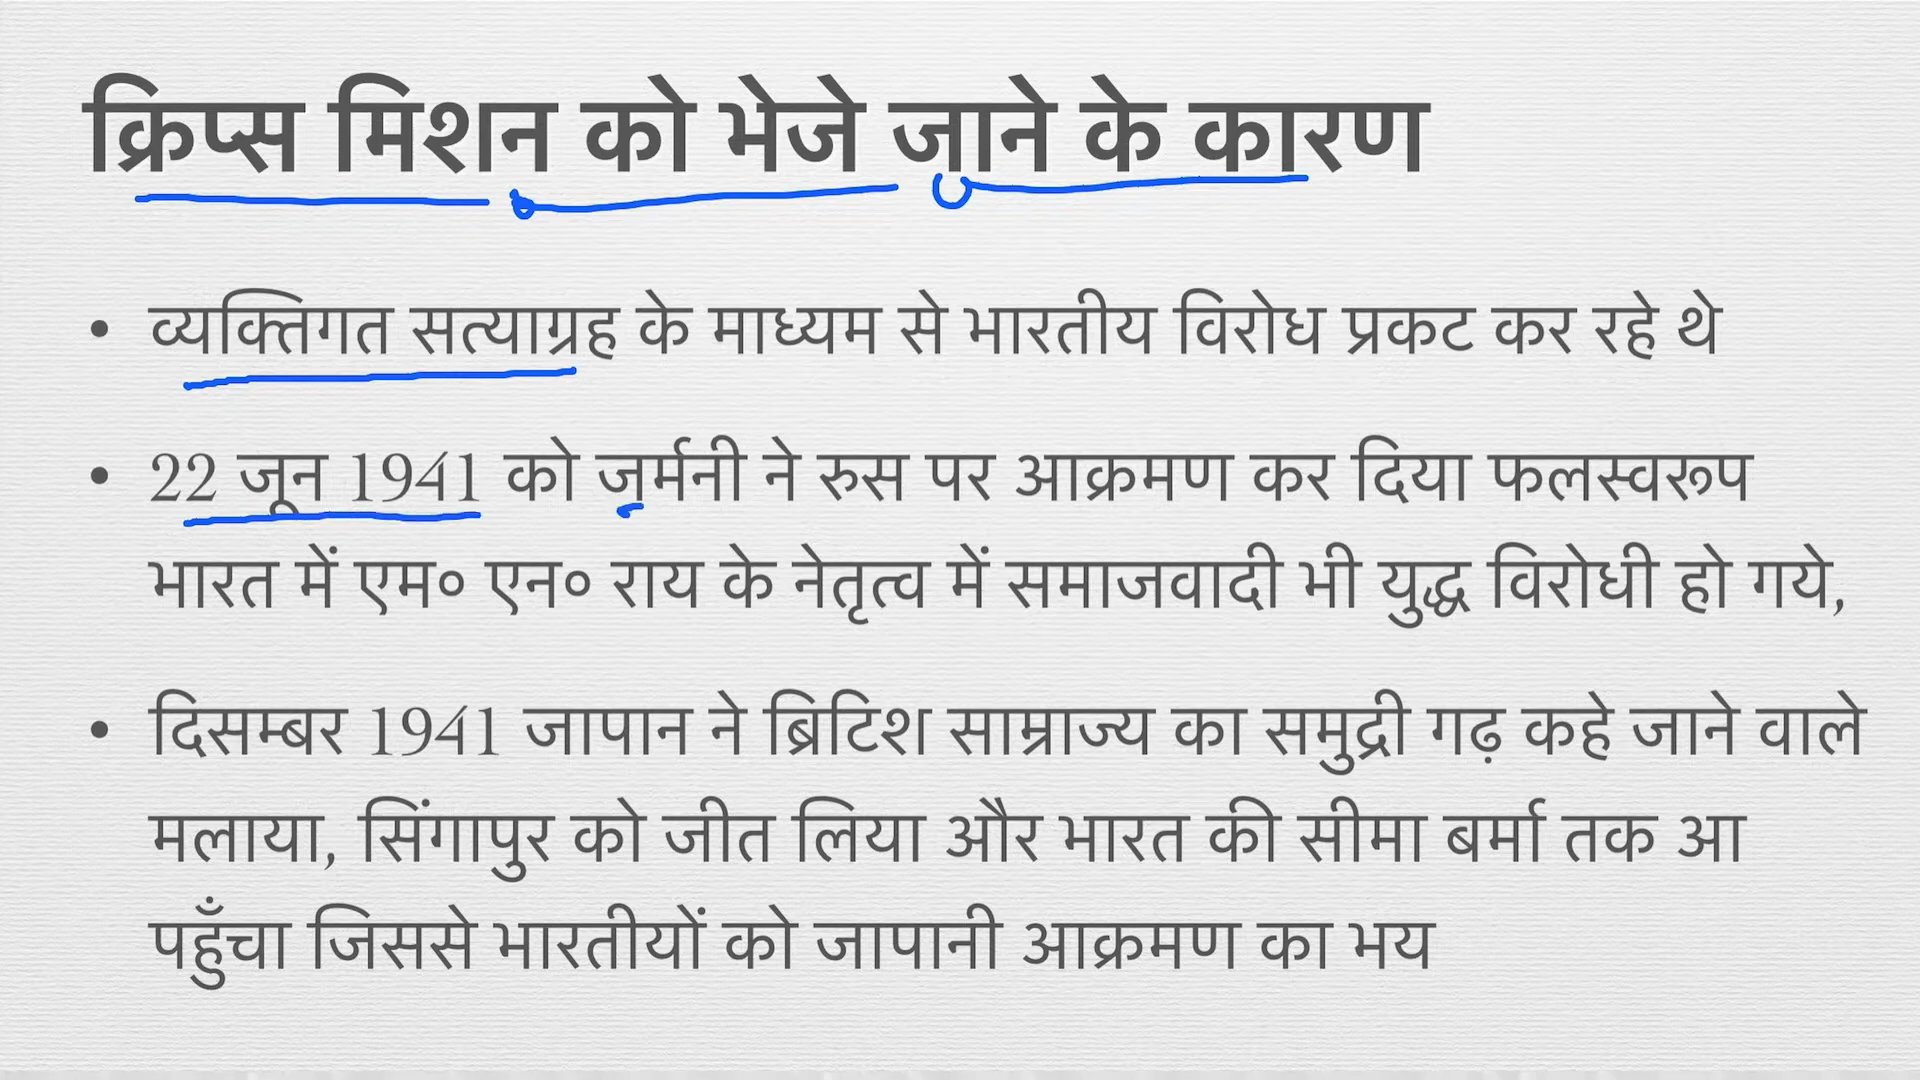 क्रिप्स मिशन को भेजे जाने के कारण
• व्यक्तिगत सत्याग्रह के माध्यम से भारतीय विरोध प्रकट कर रहे थे
• 22 जून 1941 को जर्मनी ने रुस पर आक्रमण कर दिया फलस्वरूप
भारत में एम० एन० राय के नेतृत्व में समाजवादी भी युद्ध विरोधी हो गये,
• दिसम्बर 1941 जापान ने ब्रिटिश साम्राज्य का समुद्री गढ़ कहे जाने वाले
मलाया, सिंगापुर को जीत लिया और भारत की सीमा बर्मा तक आ
पहुँचा जिससे भारतीयों को जापानी आक्रमण का भय